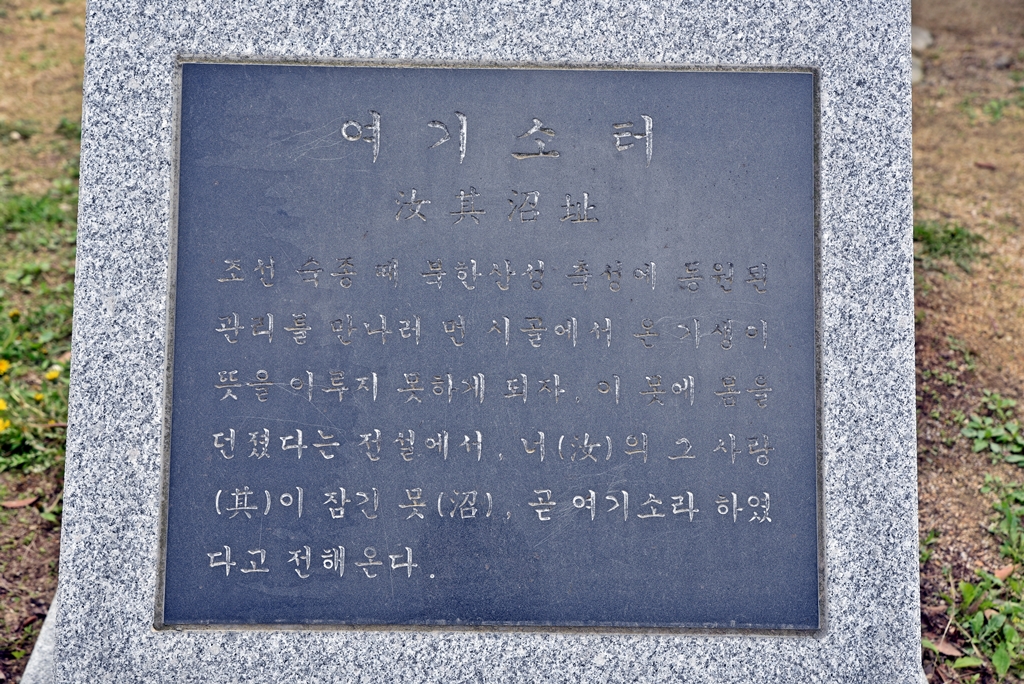 여기소 터
汝其沼址
조선 숙종 때 북한산성 축성에 동원된
관리를 만나러 먼 시골에서 온 기생이
뜻을 이루지 못하게 되자, 이 못에 몸을
던졌다는 전설에서, 너(汝)의 그 사랑
(其)이 잠긴 못(沼), 곧 여기소라 하였
다고 전해온다.